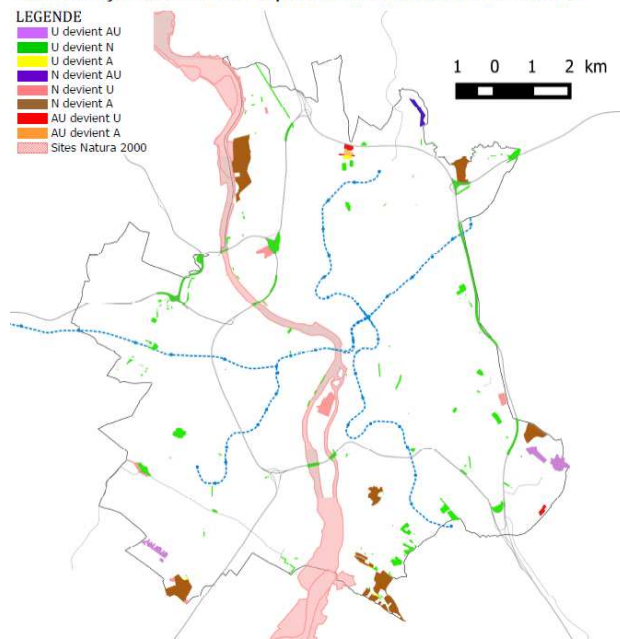 LEGENDE
U devient AU
U devient N
U devient A
N devient AU
N devient U
N devient A
AU devient U
AU devient A
Sites Natura 2000
1 0 1 2 km